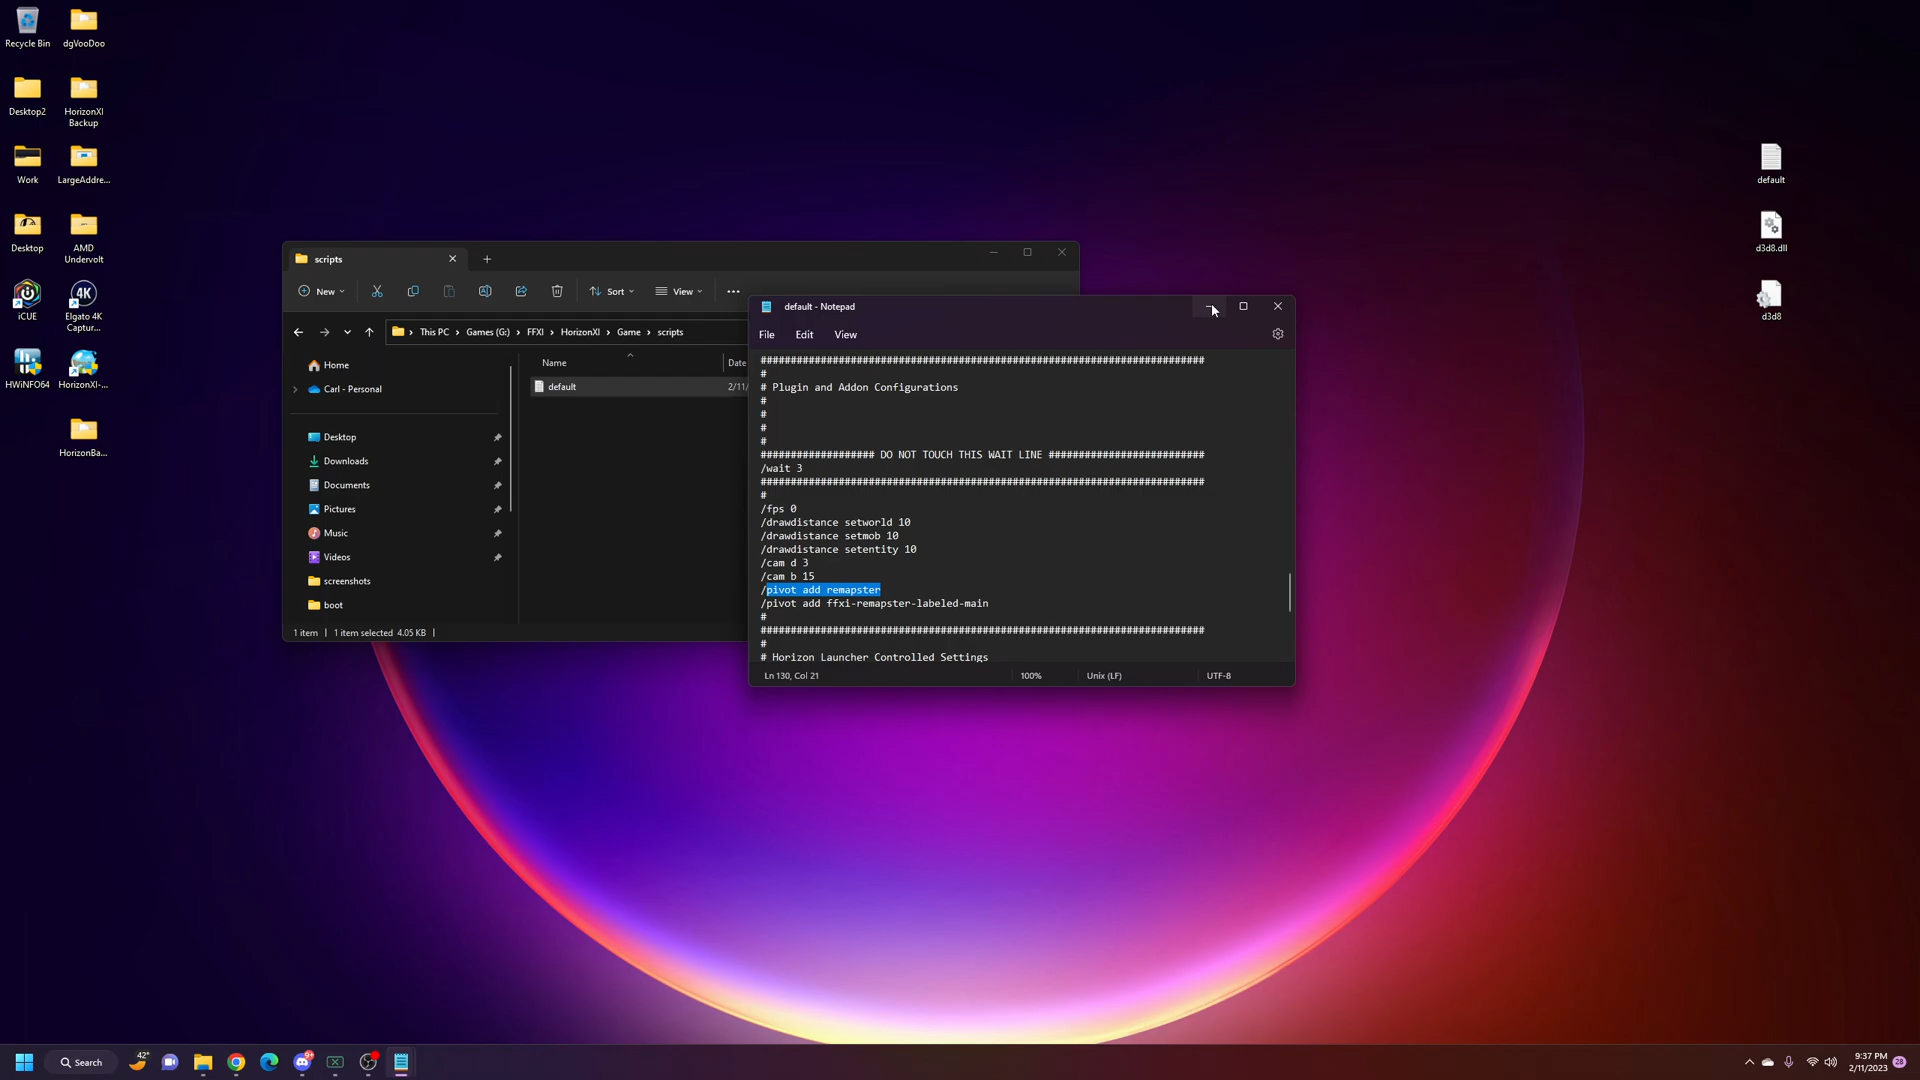 Recycle Bin
dgVooDoo
Desktop2
HorizonXI
Backup
Work
LargeAddre...
Desktop
AMD
Undervolt
iCUE
Elgato 4K
Captur...
HWiNFO64
HorizonXI-...
HorizonBa...
default
d3d8.dll
d3d8
scripts
New
Sort
View
This PC > Games (G:) > FFXI > HorizonXI > Game > scripts
Home
Carl - Personal
Desktop
Downloads
Documents
Pictures
Music
Videos
screenshots
boot
Name
Date
default
2/11/
1 item
1 item selected 4.05 KB
default - Notepad
File
Edit
View
##########################################################################
#
# Plugin and Addon Configurations
#
#
#
#
################### DO NOT TOUCH THIS WAIT LINE ##########################
/wait 3
##########################################################################
#
/fps 0
/drawdistance setworld 10
/drawdistance setmob 10
/drawdistance setentity 10
/cam d 3
/cam b 15
/pivot add remapster
/pivot add ffxi-remapster-labeled-main
#
##########################################################################
#
# Horizon Launcher Controlled Settings
Ln 130, Col 21
100%
Unix (LF)
UTF-8
Search
42°
9+
9:37 PM
2/11/2023
28